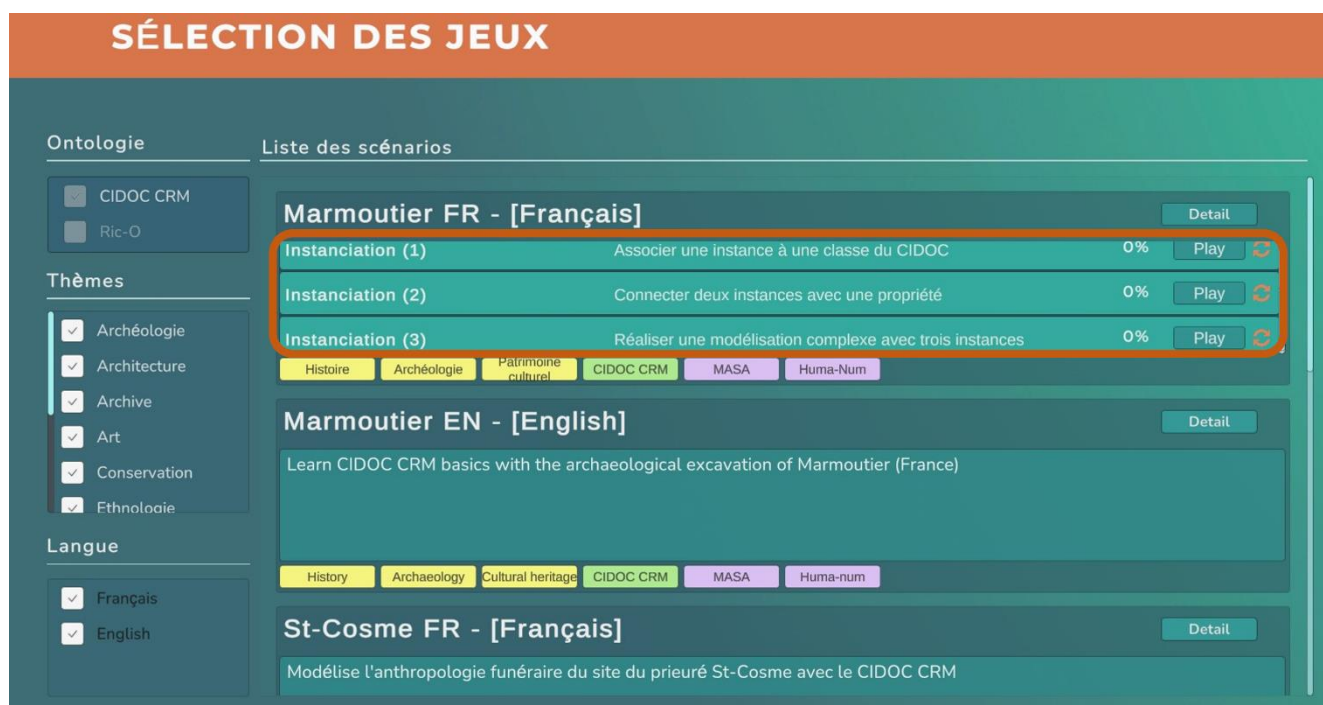 SÉLECTION DES JEUX
Ontologie
CIDOC CRM
Ric-O
Thèmes
Archéologie
Architecture
Archive
Art
Conservation
Ethnologie
Langue
Français
English
Liste des scénarios
Marmoutier FR - [Français]
Detail
Instanciation (1) Associer une instance à une classe du CIDOC 0% Play
Instanciation (2) Connecter deux instances avec une propriété 0% Play
Instanciation (3) Réaliser une modélisation complexe avec trois instances 0% Play
Histoire Archéologie Patrimoine culturel CIDOC CRM MASA Huma-Num
Marmoutier EN - [English]
Detail
Learn CIDOC CRM basics with the archaeological excavation of Marmoutier (France)
History Archaeology Cultural heritage CIDOC CRM MASA Huma-num
St-Cosme FR - [Français]
Detail
Modélise l'anthropologie funéraire du site du prieuré St-Cosme avec le CIDOC CRM